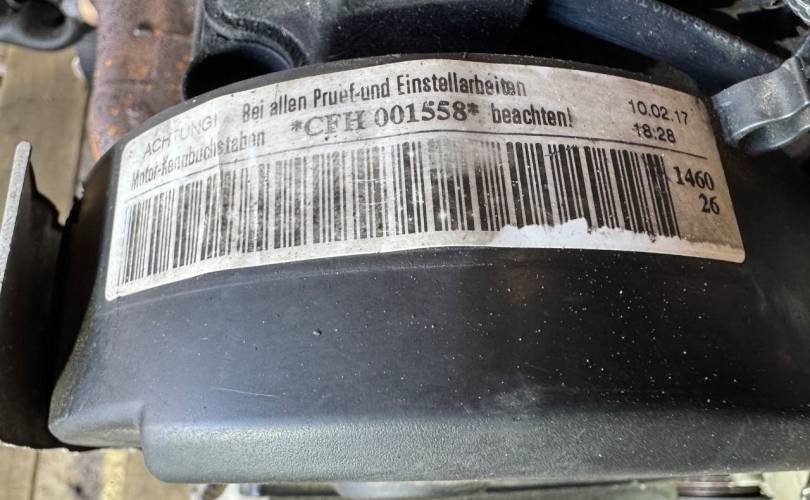 ACHTUNG! Bei allen Pruef-und Einstellarbeiten
Motor-Kennbuchstaben *CFH 001558* beachten!
10.02.17
18:28
1460
26